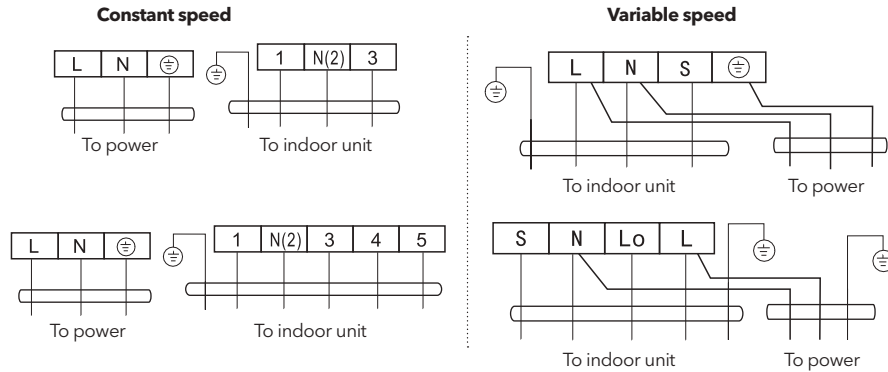 Constant speed
L N
1 N(2) 3
To power
To indoor unit
L N
1 N(2) 3 4 5
To power
To indoor unit
Variable speed
L N S
To indoor unit
To power
S N Lo L
To indoor unit
To power